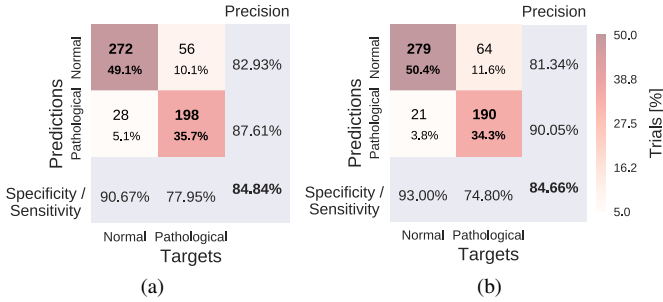 Precision
272
49.1%
56
10.1%
82.93%
28
5.1%
198
35.7%
87.61%
Specificity /
Sensitivity
90.67%
77.95%
84.84%
Predictions
Pathological Normal
Normal Pathological
Targets
(a)
Precision
279
50.4%
64
11.6%
81.34%
21
3.8%
190
34.3%
90.05%
Specificity /
Sensitivity
93.00%
74.80%
84.66%
Predictions
Pathological Normal
Normal Pathological
Targets
(b)
50.0
38.8
27.5
16.2
5.0
Trials [%]